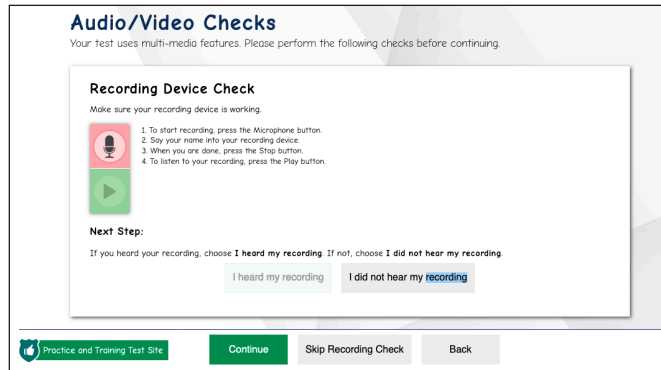 Audio/Video Checks
Your test uses multi-media features. Please perform the following checks before continuing.
Recording Device Check
Make sure your recording device is working.
1. To start recording, press the Microphone button.
2. Say your name into your recording device.
3. When you are done, press the Stop button.
4. To listen to your recording, press the Play button.
Next Step:
If you heard your recording, choose I heard my recording. If not, choose I did not hear my recording.
I heard my recording
I did not hear my recording
Practice and Training Test Site
Continue
Skip Recording Check
Back